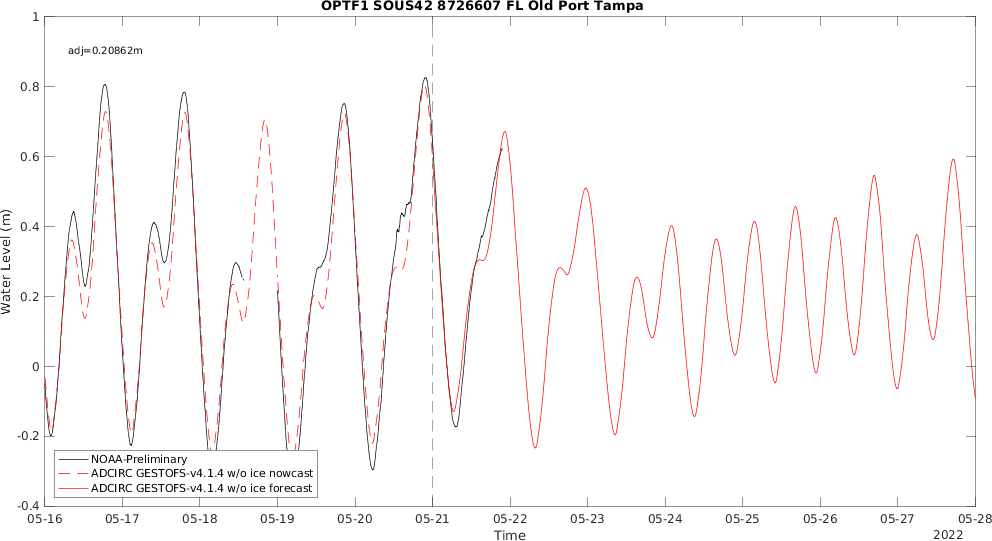 OPTF1 SOUS42 8726607 FL Old Port Tampa
adj=0.20862m
Water Level (m)
1
0.8
0.6
0.4
0.2
0
-0.2
-0.4
NOAA-Preliminary
ADCIRC GESTOFS-v4.1.4 w/o ice nowcast
ADCIRC GESTOFS-v4.1.4 w/o ice forecast
05-16 05-17 05-18 05-19 05-20 05-21 05-22 05-23 05-24 05-25 05-26 05-27 05-28
Time
2022